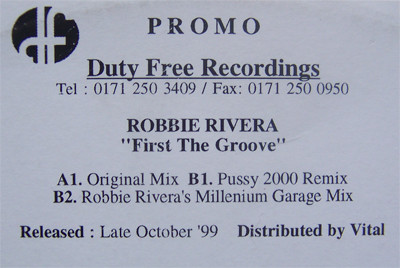 PROMO
Duty Free Recordings
Tel : 0171 250 3409 / Fax: 0171 250 0950
ROBBIE RIVERA
"First The Groove"
A1. Original Mix B1. Pussy 2000 Remix
B2. Robbie Rivera's Millenium Garage Mix
Released : Late October '99 Distributed by Vital